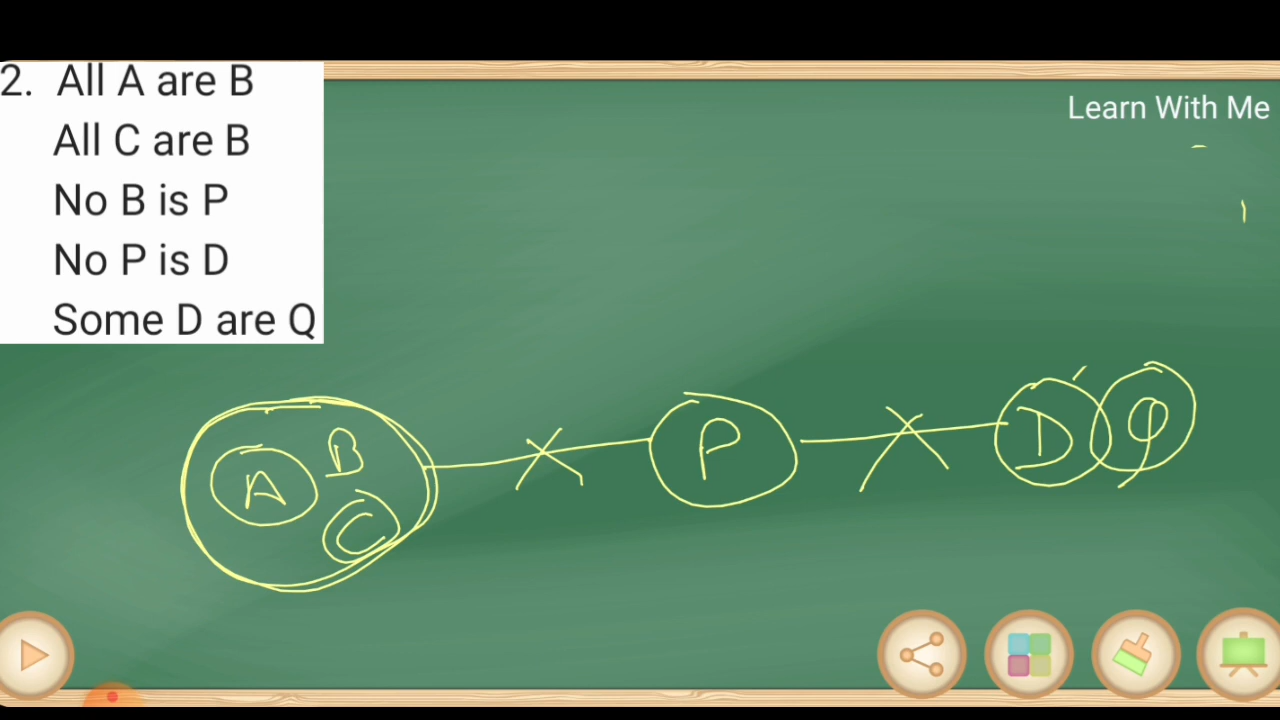 2. All A are B
All C are B
No B is P
No P is D
Some D are Q
Learn With Me
A B C P D Q